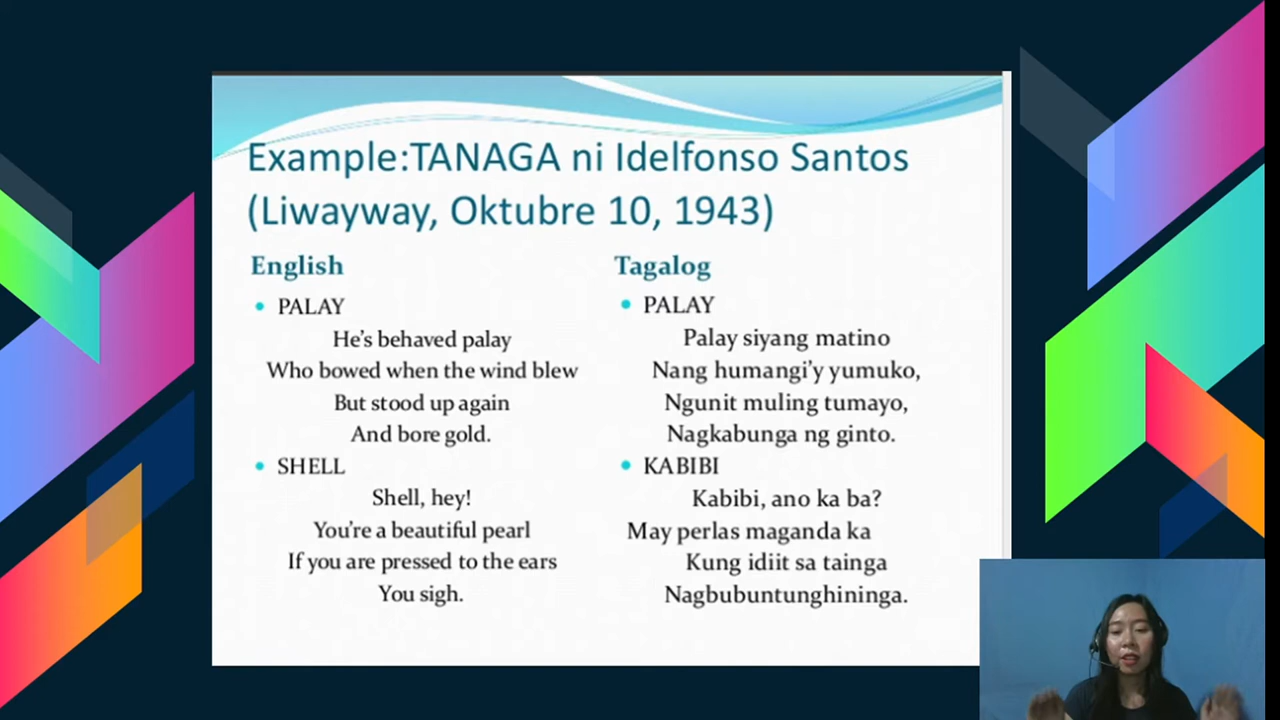 Example:TANAGA ni Idelfonso Santos
(Liwayway, Oktubre 10, 1943)
English
• PALAY
He's behaved palay
Who bowed when the wind blew
But stood up again
And bore gold.
• SHELL
Shell, hey!
You're a beautiful pearl
If you are pressed to the ears
You sigh.
Tagalog
• PALAY
Palay siyang matino
Nang humangi'y yumuko,
Ngunit muling tumayo,
Nagkabunga ng ginto.
• KABIBI
Kabibi, ano ka ba?
May perlas maganda ka
Kung idiit sa tainga
Nagbubuntunghininga.